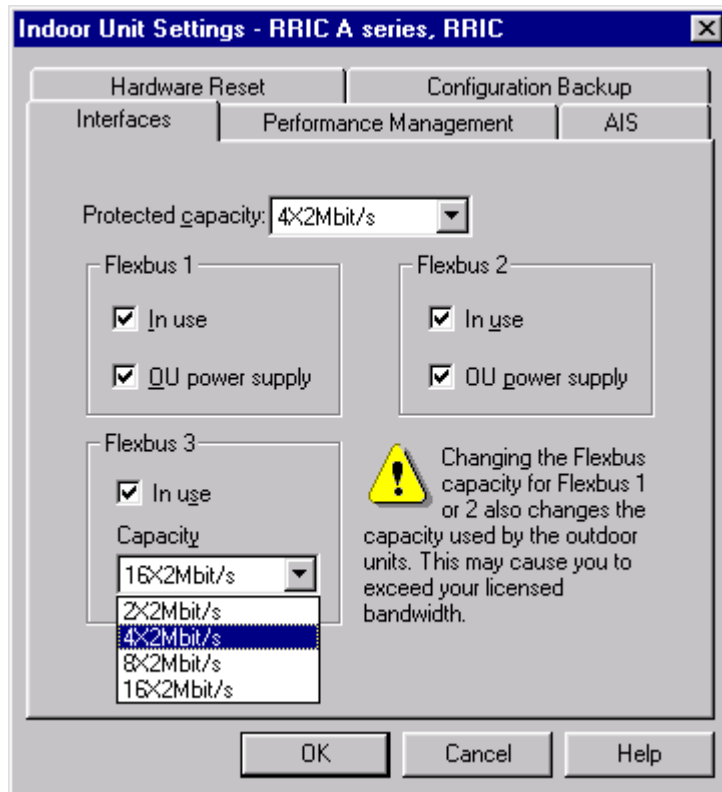 Indoor Unit Settings - RRIC A series, RRIC
Hardware Reset
Configuration Backup
Interfaces
Performance Management
AIS
Protected capacity: 4X2Mbit/s
Flexbus 1
In use
OU power supply
Flexbus 2
In use
OU power supply
Flexbus 3
In use
Capacity
16X2Mbit/s
2X2Mbit/s
4X2Mbit/s
8X2Mbit/s
16X2Mbit/s
Changing the Flexbus
capacity for Flexbus 1
or 2 also changes the
capacity used by the outdoor
units. This may cause you to
exceed your licensed
bandwidth.
OK
Cancel
Help